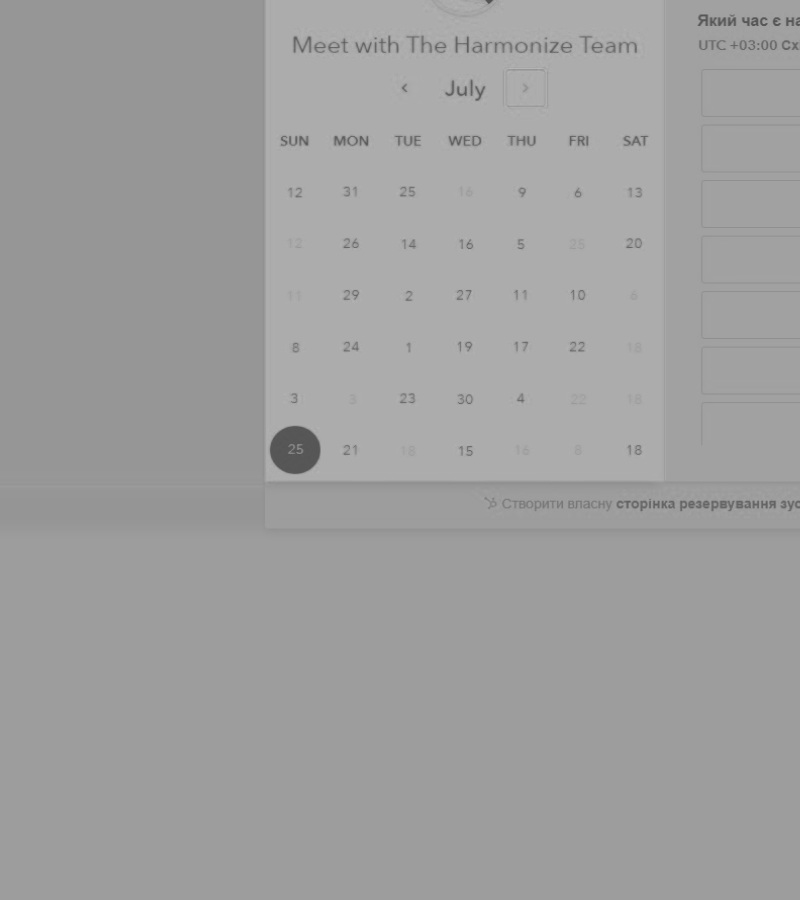 Meet with The Harmonize Team
‹ July ›
SUN MON TUE WED THU FRI SAT
12 31 25 16 9 6 13
12 26 14 16 5 28 20
11 29 2 27 11 10 6
8 24 1 19 17 22 18
3 3 23 30 4 22 18
25 21 18 15 16 8 18
Який час є на
UTC +03:00 Сх
Створити власну сторінка резервування зус